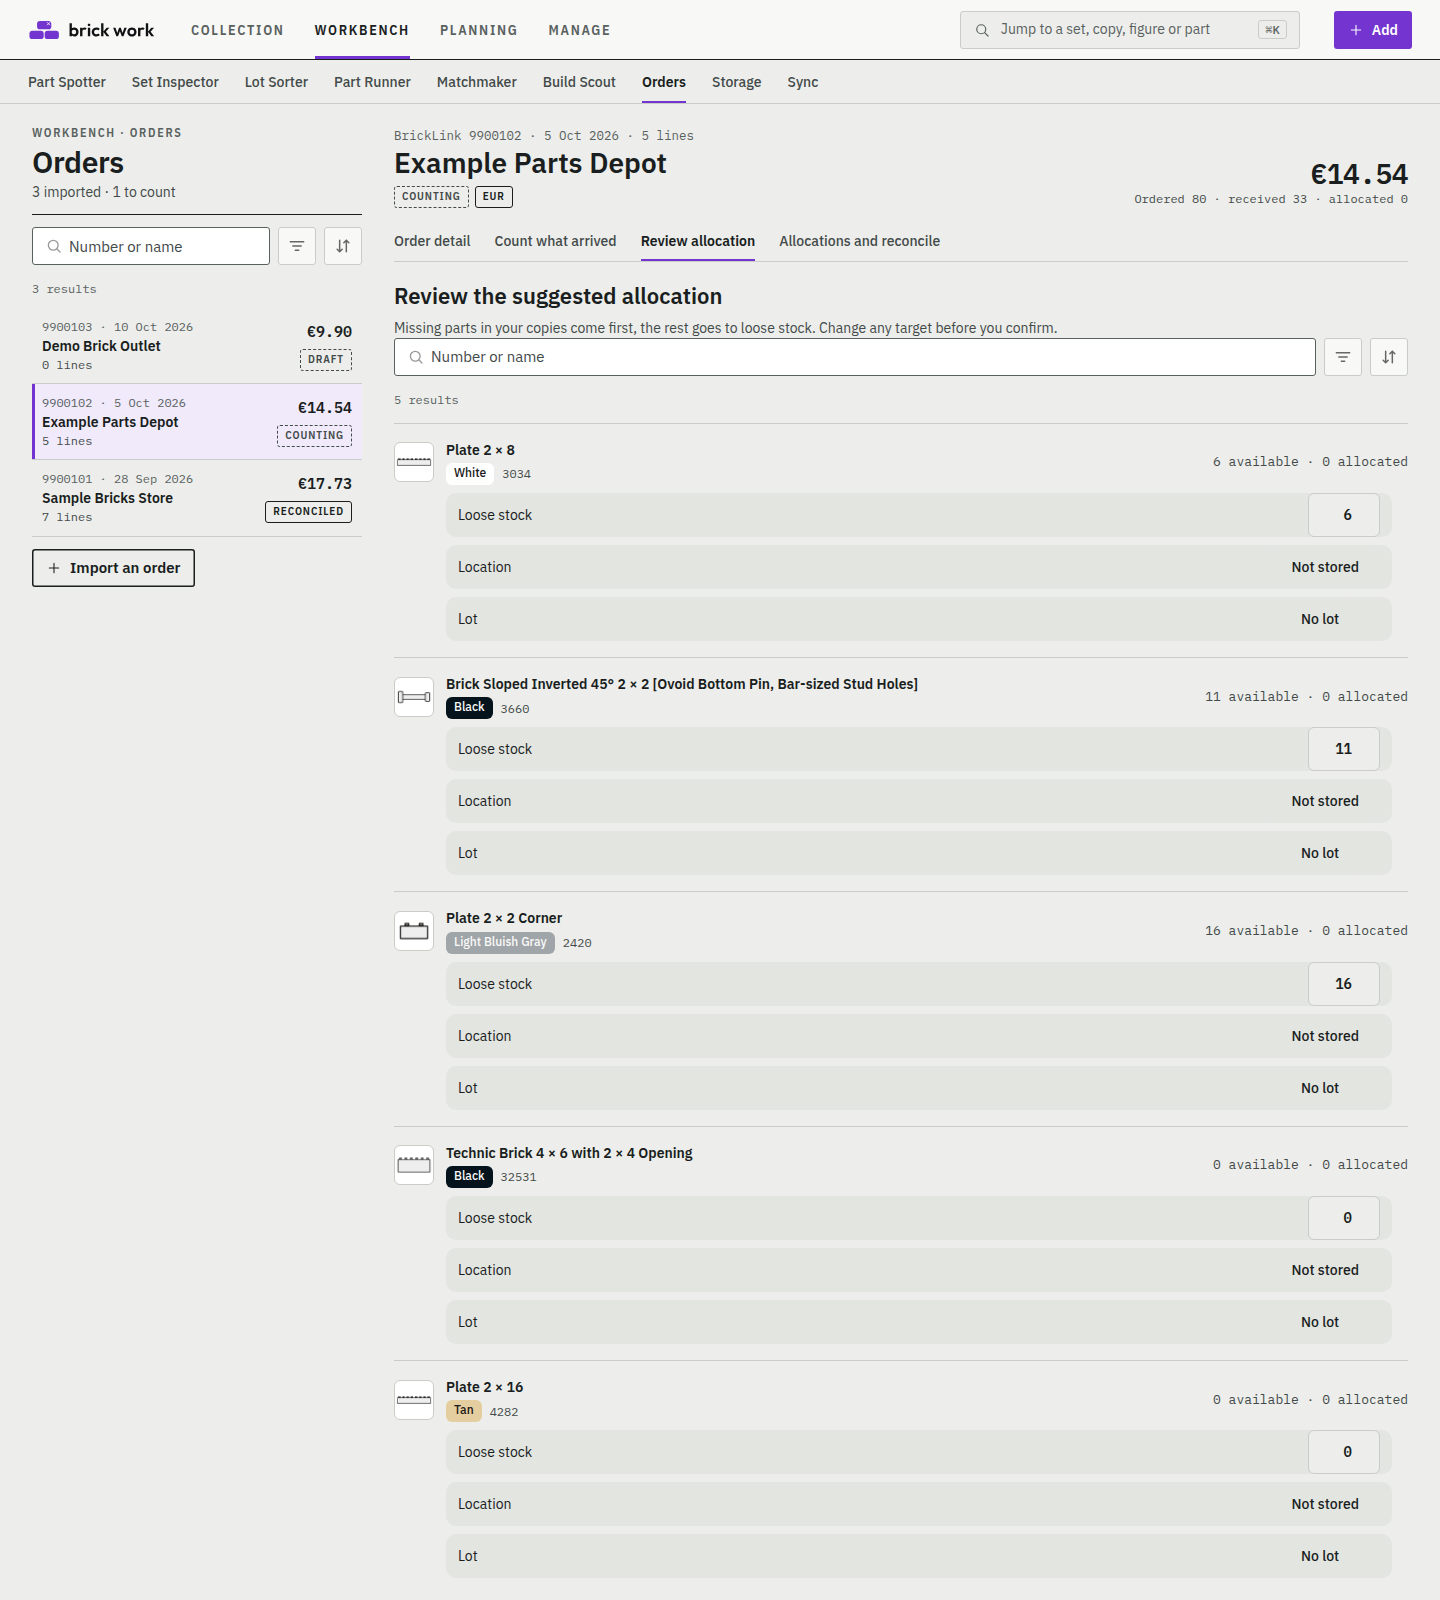 brick work
COLLECTION
WORKBENCH
PLANNING
MANAGE
Jump to a set, copy, figure or part
⌘K
+ Add
Part Spotter
Set Inspector
Lot Sorter
Part Runner
Matchmaker
Build Scout
Orders
Storage
Sync
WORKBENCH · ORDERS
Orders
3 imported · 1 to count
Number or name
3 results
9900103 · 10 Oct 2026
Demo Brick Outlet
0 lines
€9.90
DRAFT
9900102 · 5 Oct 2026
Example Parts Depot
5 lines
€14.54
COUNTING
9900101 · 28 Sep 2026
Sample Bricks Store
7 lines
€17.73
RECONCILED
+ Import an order
BrickLink 9900102 · 5 Oct 2026 · 5 lines
Example Parts Depot
COUNTING
EUR
€14.54
Ordered 80 · received 33 · allocated 0
Order detail
Count what arrived
Review allocation
Allocations and reconcile
Review the suggested allocation
Missing parts in your copies come first, the rest goes to loose stock. Change any target before you confirm.
Number or name
5 results
Plate 2 × 8
White 3034
6 available · 0 allocated
Loose stock 6
Location Not stored
Lot No lot
Brick Sloped Inverted 45° 2 × 2 [Ovoid Bottom Pin, Bar-sized Stud Holes]
Black 3660
11 available · 0 allocated
Loose stock 11
Location Not stored
Lot No lot
Plate 2 × 2 Corner
Light Bluish Gray 2420
16 available · 0 allocated
Loose stock 16
Location Not stored
Lot No lot
Technic Brick 4 × 6 with 2 × 4 Opening
Black 32531
0 available · 0 allocated
Loose stock 0
Location Not stored
Lot No lot
Plate 2 × 16
Tan 4282
0 available · 0 allocated
Loose stock 0
Location Not stored
Lot No lot